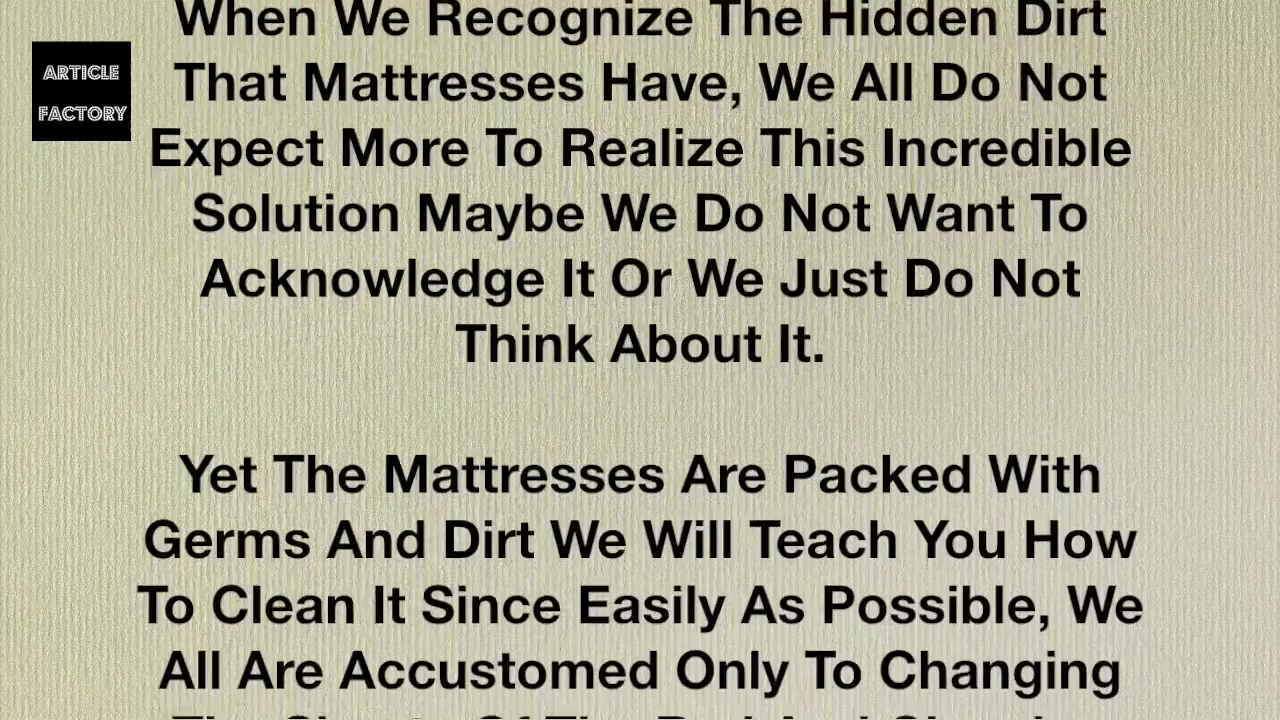 When We Recognize The Hidden Dirt
ARTICLE
FACTORY
That Mattresses Have, We All Do Not
Expect More To Realize This Incredible
Solution Maybe We Do Not Want To
Acknowledge It Or We Just Do Not
Think About It.
Yet The Mattresses Are Packed With
Germs And Dirt We Will Teach You How
To Clean It Since Easily As Possible, We
All Are Accustomed Only To Changing